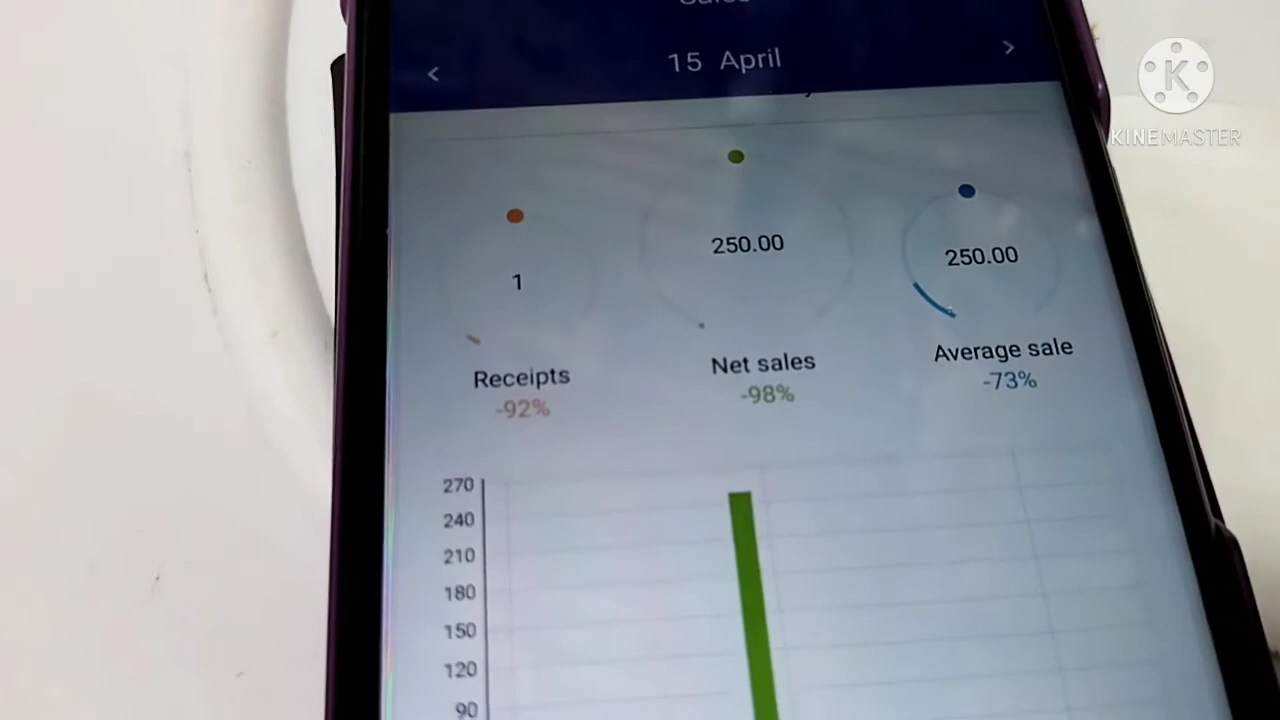 15 April
KINEMASTER
1
250.00
250.00
Receipts
-92%
Net sales
-98%
Average sale
-73%
270
240
210
180
150
120
90